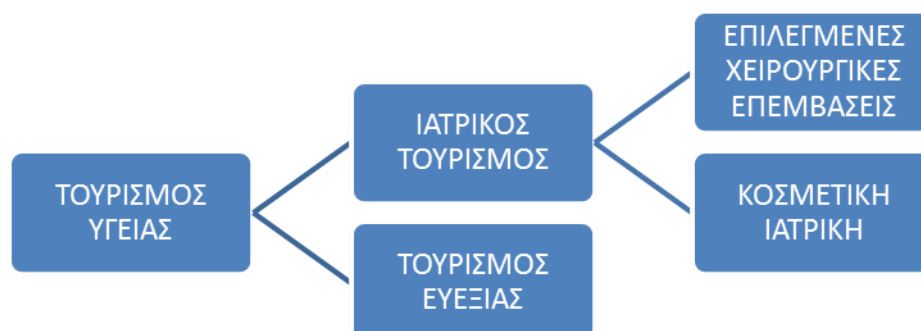 ΤΟΥΡΙΣΜΟΣ
ΥΓΕΙΑΣ
ΙΑΤΡΙΚΟΣ
ΤΟΥΡΙΣΜΟΣ
ΕΠΙΛΕΓΜΕΝΕΣ
ΧΕΙΡΟΥΡΓΙΚΕΣ
ΕΠΕΜΒΑΣΕΙΣ
ΚΟΣΜΕΤΙΚΗ
ΙΑΤΡΙΚΗ
ΤΟΥΡΙΣΜΟΣ
ΕΥΕΞΙΑΣ